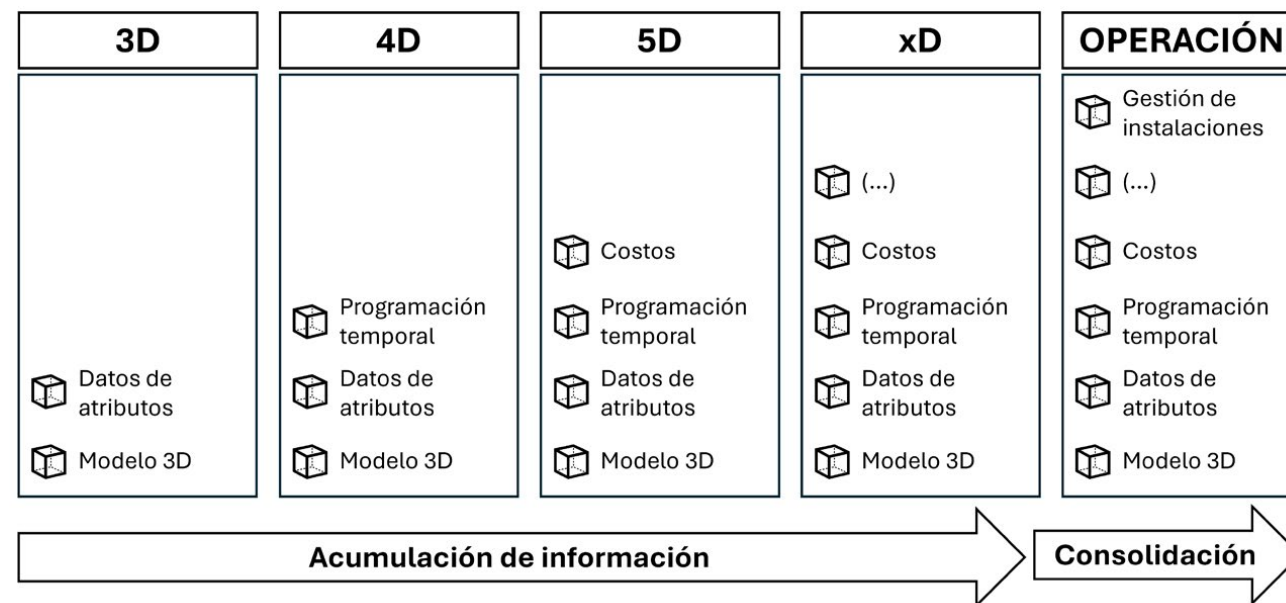 3D
Datos de
atributos
Modelo 3D
4D
Programación
temporal
Datos de
atributos
Modelo 3D
5D
Costos
Programación
temporal
Datos de
atributos
Modelo 3D
xD
(...)
Costos
Programación
temporal
Datos de
atributos
Modelo 3D
OPERACIÓN
Gestión de
instalaciones
(...)
Costos
Programación
temporal
Datos de
atributos
Modelo 3D
Acumulación de información
Consolidación